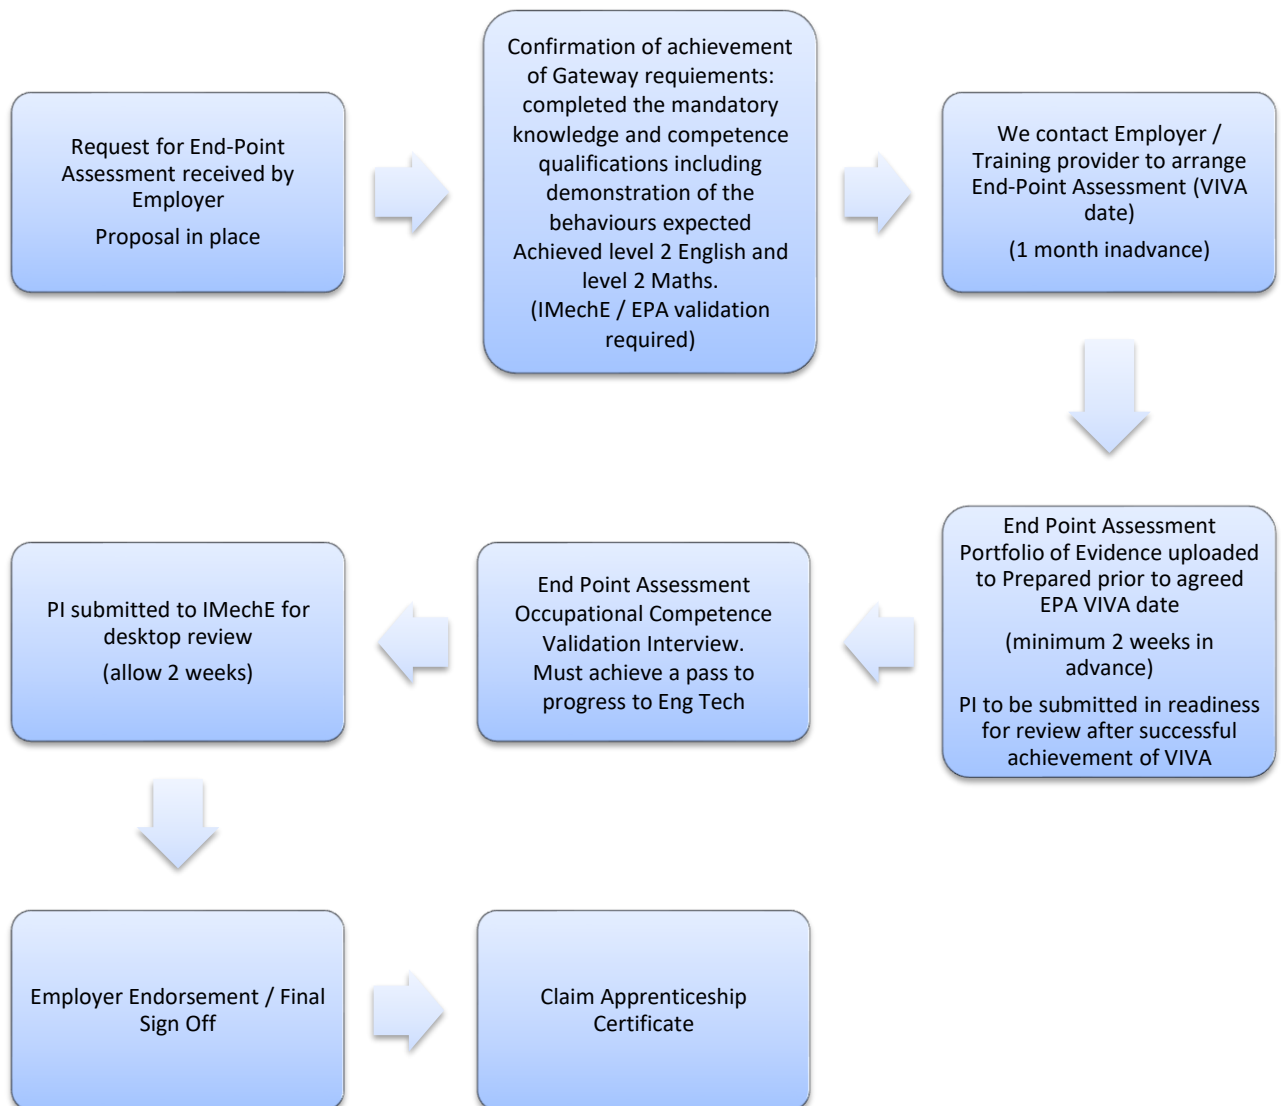 Request for End-Point
Assessment received by
Employer
Proposal in place
Confirmation of achievement
of Gateway requiements:
completed the mandatory
knowledge and competence
qualifications including
demonstration of the
behaviours expected
Achieved level 2 English and
level 2 Maths.
(IMechE / EPA validation
required)
We contact Employer /
Training provider to arrange
End-Point Assessment (VIVA
date)
(1 month inadvance)
End Point Assessment
Portfolio of Evidence uploaded
to Prepared prior to agreed
EPA VIVA date
(minimum 2 weeks in
advance)
PI to be submitted in readiness
for review after successful
achievement of VIVA
End Point Assessment
Occupational Competence
Validation Interview.
Must achieve a pass to
progress to Eng Tech
PI submitted to IMechE for
desktop review
(allow 2 weeks)
Employer Endorsement / Final
Sign Off
Claim Apprenticeship
Certificate